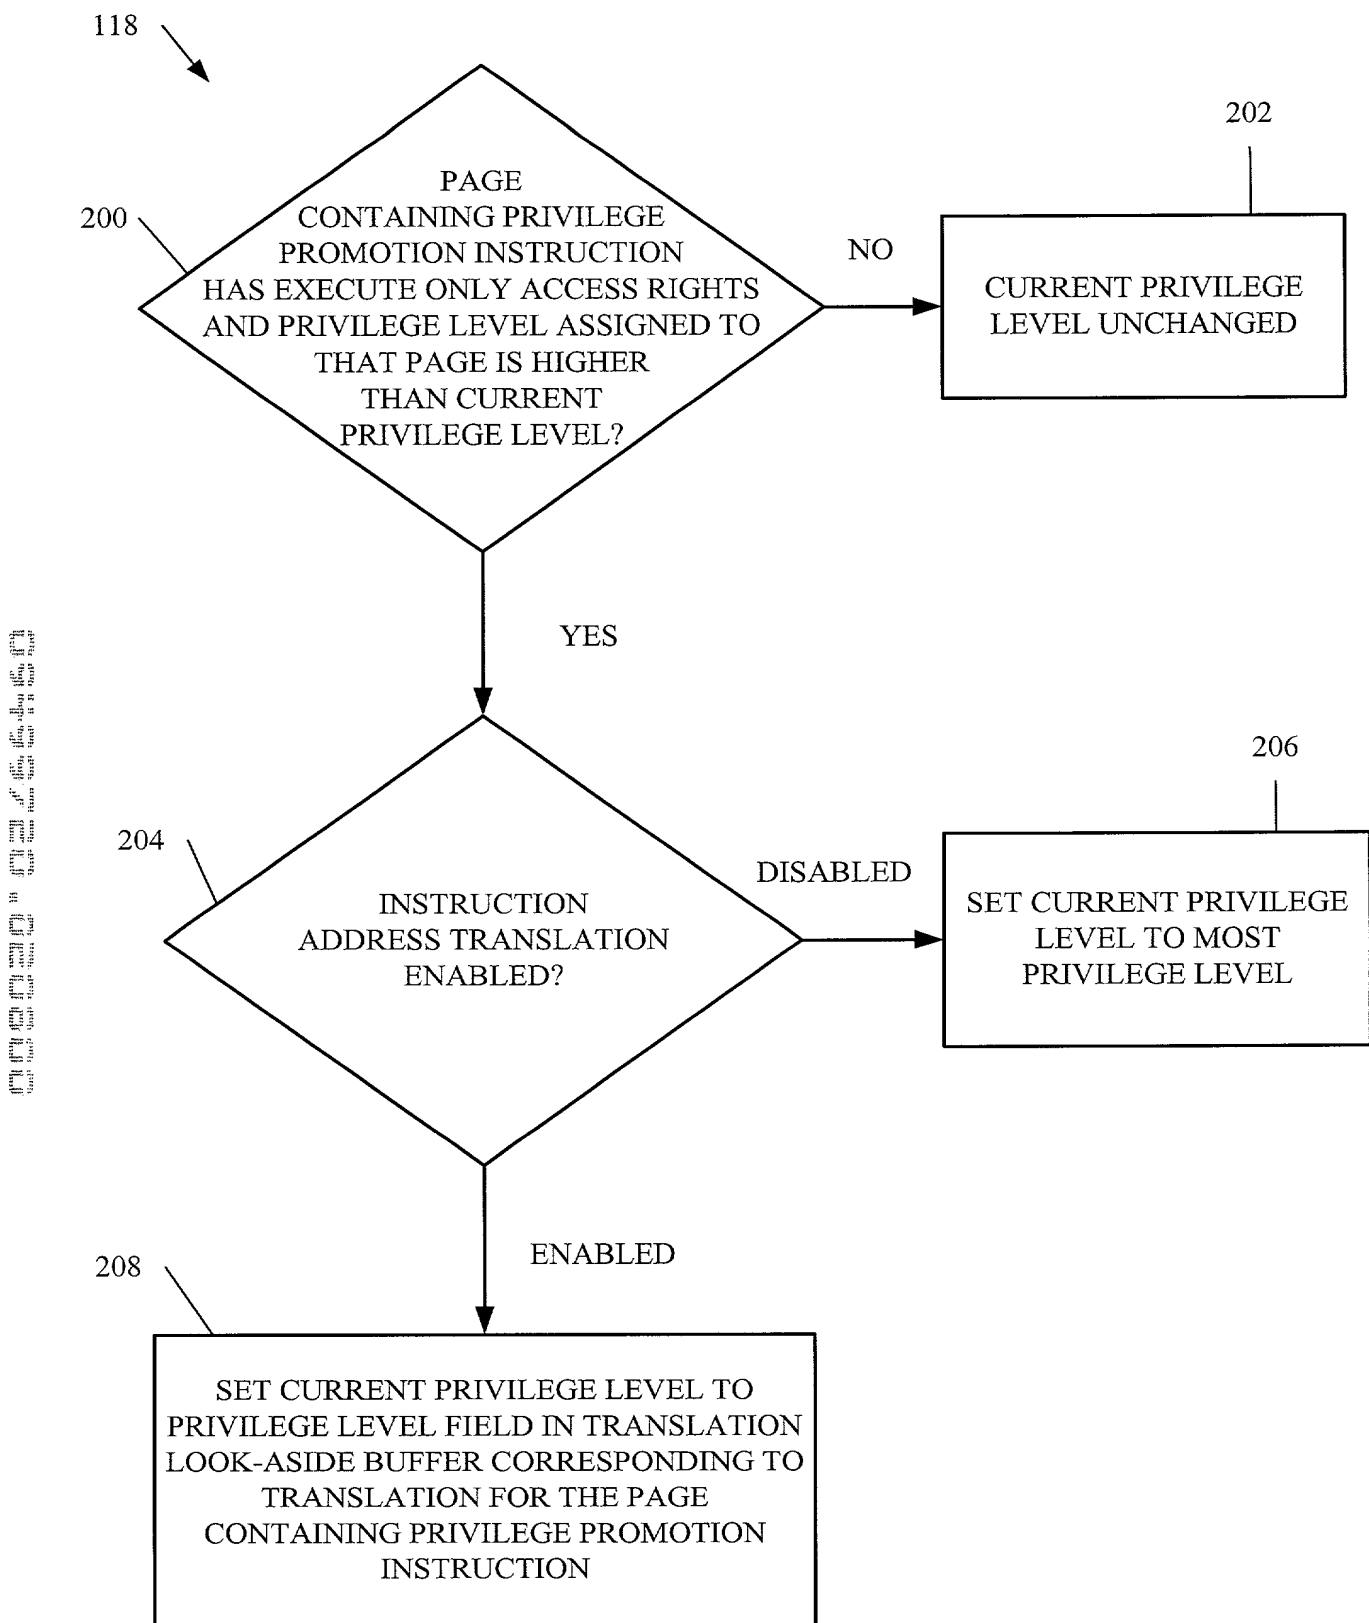 118
202
200
PAGE
CONTAINING PRIVILEGE
PROMOTION INSTRUCTION
HAS EXECUTE ONLY ACCESS RIGHTS
AND PRIVILEGE LEVEL ASSIGNED TO
THAT PAGE IS HIGHER
THAN CURRENT
PRIVILEGE LEVEL?
NO
CURRENT PRIVILEGE
LEVEL UNCHANGED
YES
206
204
INSTRUCTION
ADDRESS TRANSLATION
ENABLED?
DISABLED
SET CURRENT PRIVILEGE
LEVEL TO MOST
PRIVILEGE LEVEL
ENABLED
208
SET CURRENT PRIVILEGE LEVEL TO
PRIVILEGE LEVEL FIELD IN TRANSLATION
LOOK-ASIDE BUFFER CORRESPONDING TO
TRANSLATION FOR THE PAGE
CONTAINING PRIVILEGE PROMOTION
INSTRUCTION